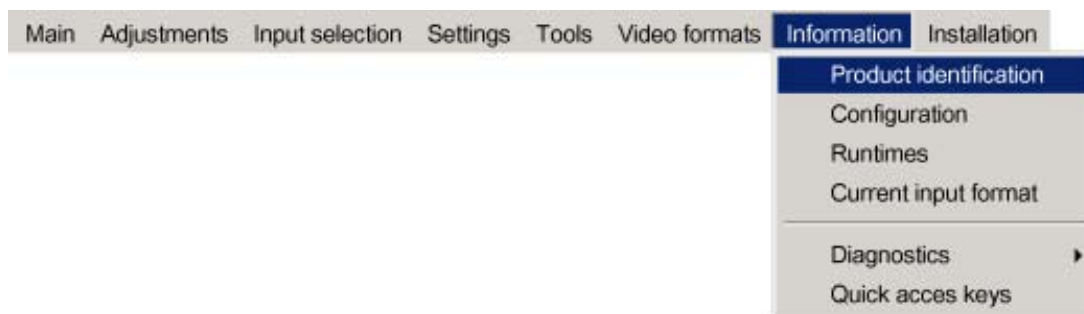 Main Adjustments Input selection Settings Tools Video formats Information Installation
Product identification
Configuration
Runtimes
Current input format
Diagnostics
Quick acces keys